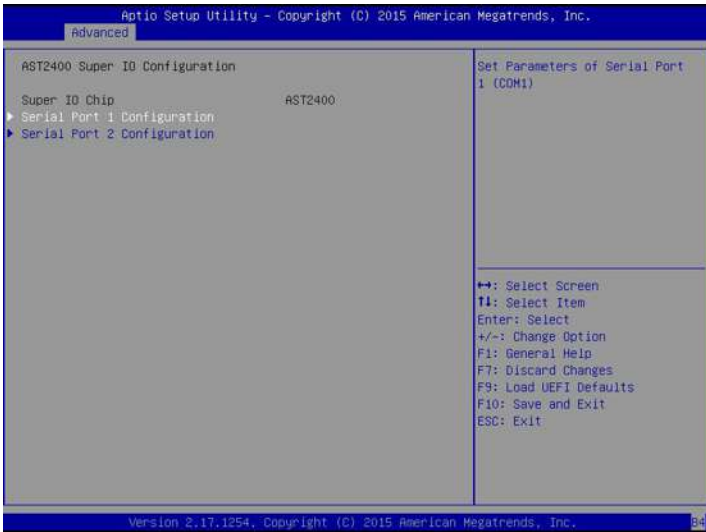 Aptio Setup Utility – Copyright (C) 2015 American Megatrends, Inc.
Advanced
AST2400 Super IO Configuration
Super IO Chip AST2400
Serial Port 1 Configuration
Serial Port 2 Configuration
Set Parameters of Serial Port
1 (COM1)
↔: Select Screen
↑↓: Select Item
Enter: Select
+/-: Change Option
F1: General Help
F7: Discard Changes
F9: Load UEFI Defaults
F10: Save and Exit
ESC: Exit
Version 2.17.1254. Copyright (C) 2015 American Megatrends, Inc.
B4